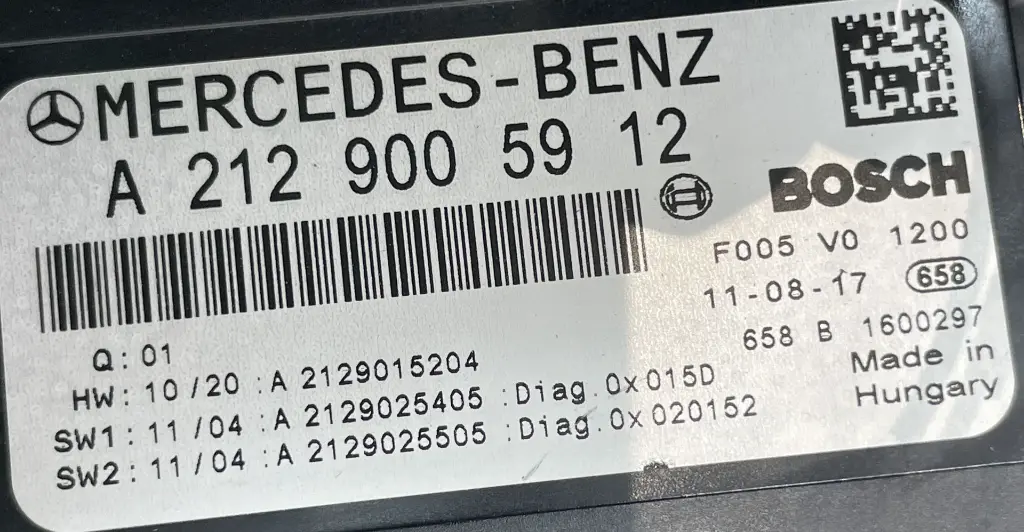 MERCEDES-BENZ
A 212 900 59 12
BOSCH
F005 V0 1200
11-08-17 658
658 B 1600297
Made in
Hungary
Q: 01
HW: 10/20 :A 2129015204
SW1: 11/04 :A 2129025405 :Diag.0x015D
SW2: 11/04 :A 2129025505 :Diag.0x020152